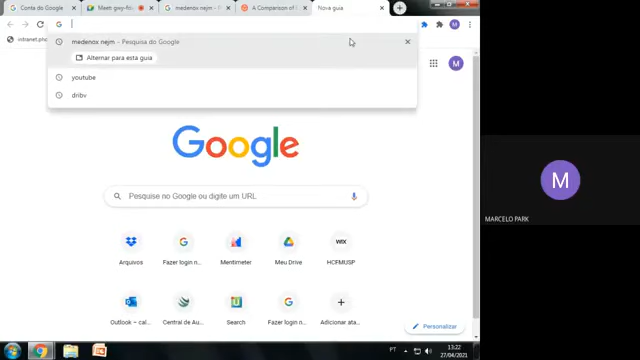 Conta do Google
Meet: gwy-foi
medenox nejm - P
A Comparison of
Nova guia
intranet.pho
medenox nejm - Pesquisa do Google
Alternar para esta guia
youtube
dribv
Google
Pesquise no Google ou digite um URL
Arquivos
Fazer login n...
Mentimeter
Meu Drive
WIX
HCFMUSP
Outlook – cal...
Central de Au...
Search
Fazer login n...
Adicionar ata...
Personalizar
M
M
M
MARCELO PARK
PT
13:22
27/04/2021